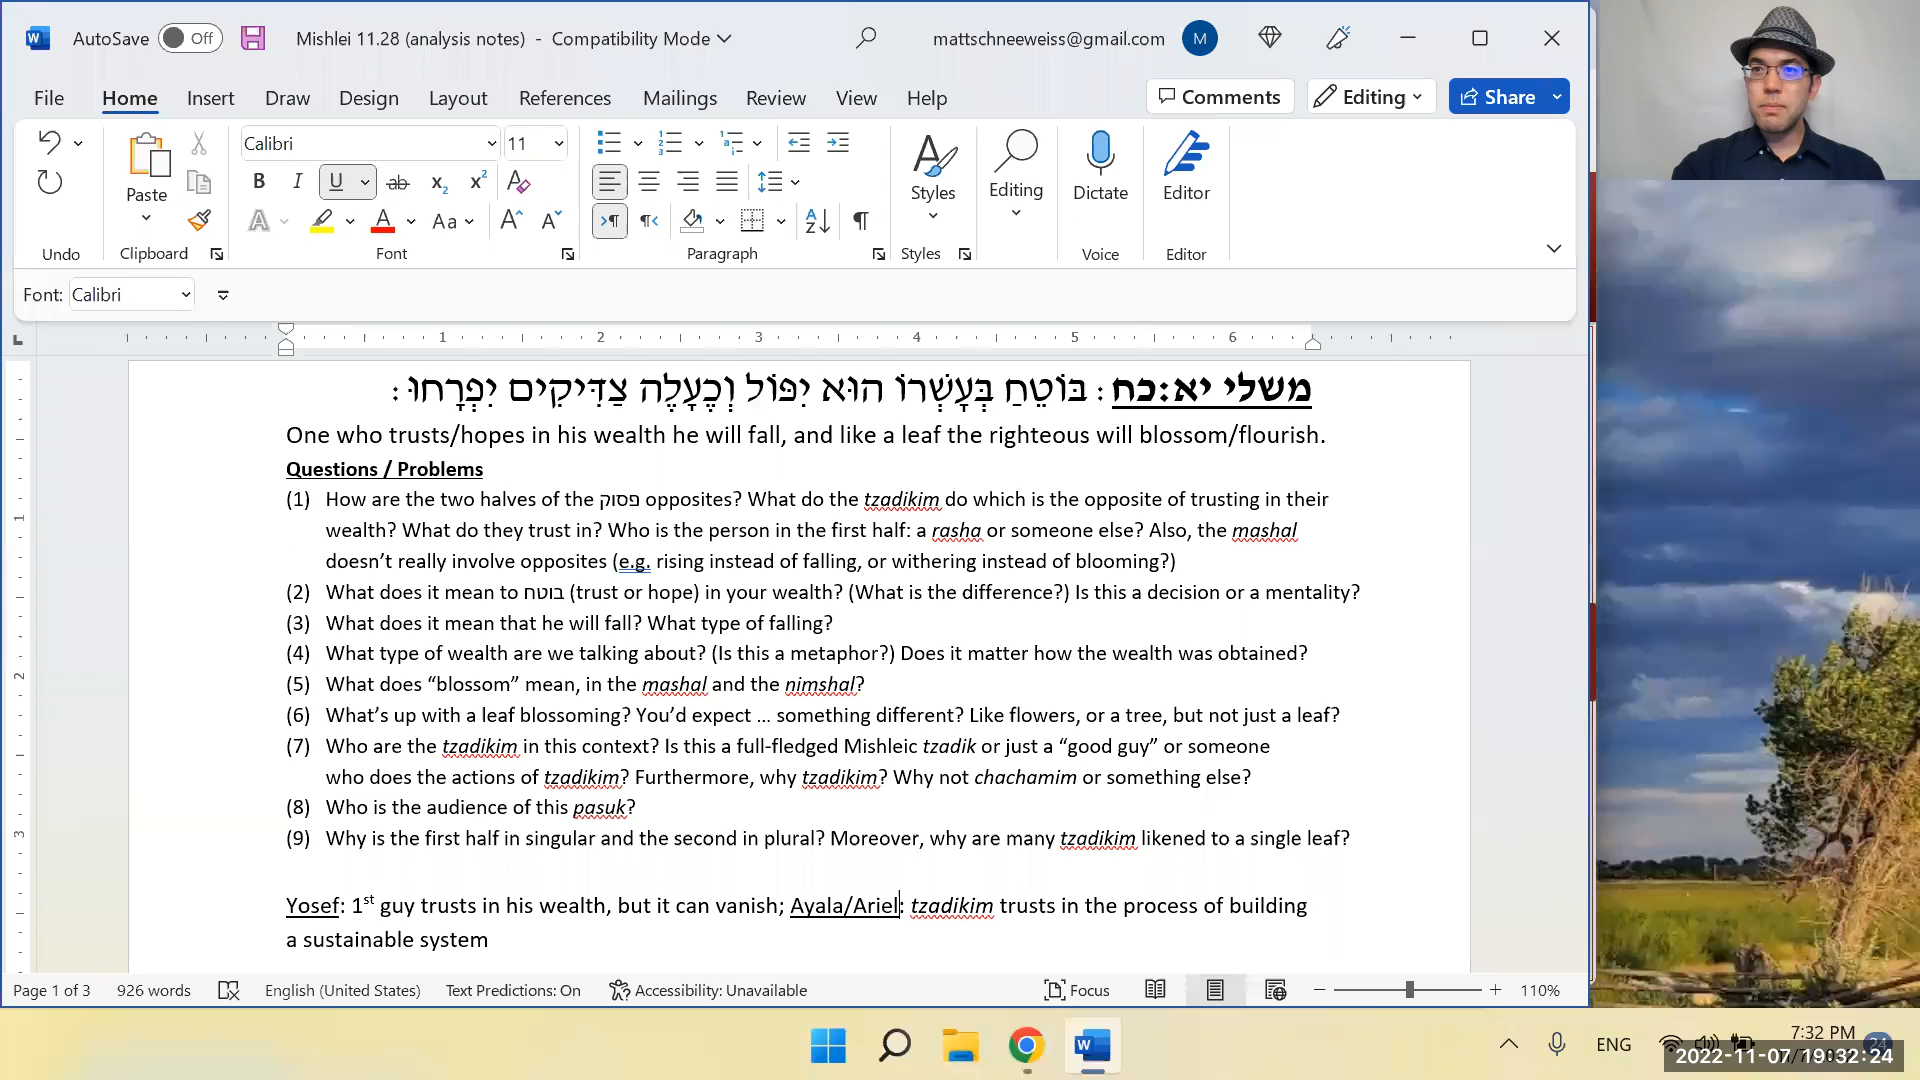 AutoSave Off Mishlei 11.28 (analysis notes) - Compatibility Mode mattschneeweiss@gmail.com M
File Home Insert Draw Design Layout References Mailings Review View Help Comments Editing Share
Calibri 11
Paste Styles Editing Dictate Editor
B I U ab x2 x2 A
A A Aa A A
Undo Clipboard Font Paragraph Styles Voice Editor
Font: Calibri
1 2 3 4 5 6
משלי יא:כח: בּוֹטֵחַ בְּעָשְׁרוֹ הוּא יִפּוֹל וְכֶעָלֶה צַדִּיקִים יִפְרָחוּ:
One who trusts/hopes in his wealth he will fall, and like a leaf the righteous will blossom/flourish.
Questions / Problems
(1) How are the two halves of the פסוק opposites? What do the tzadikim do which is the opposite of trusting in their
wealth? What do they trust in? Who is the person in the first half: a rasha or someone else? Also, the mashal
doesn’t really involve opposites (e.g. rising instead of falling, or withering instead of blooming?)
(2) What does it mean to בוטח (trust or hope) in your wealth? (What is the difference?) Is this a decision or a mentality?
(3) What does it mean that he will fall? What type of falling?
(4) What type of wealth are we talking about? (Is this a metaphor?) Does it matter how the wealth was obtained?
(5) What does “blossom” mean, in the mashal and the nimshal?
(6) What’s up with a leaf blossoming? You’d expect … something different? Like flowers, or a tree, but not just a leaf?
(7) Who are the tzadikim in this context? Is this a full-fledged Mishleic tzadik or just a “good guy” or someone
who does the actions of tzadikim? Furthermore, why tzadikim? Why not chachamim or something else?
(8) Who is the audience of this pasuk?
(9) Why is the first half in singular and the second in plural? Moreover, why are many tzadikim likened to a single leaf?
Yosef: 1st guy trusts in his wealth, but it can vanish; Ayala/Ariel: tzadikim trusts in the process of building
a sustainable system
Page 1 of 3 926 words English (United States) Text Predictions: On Accessibility: Unavailable Focus 110%
ENG 7:32 PM
2022-11-07 19:32:24